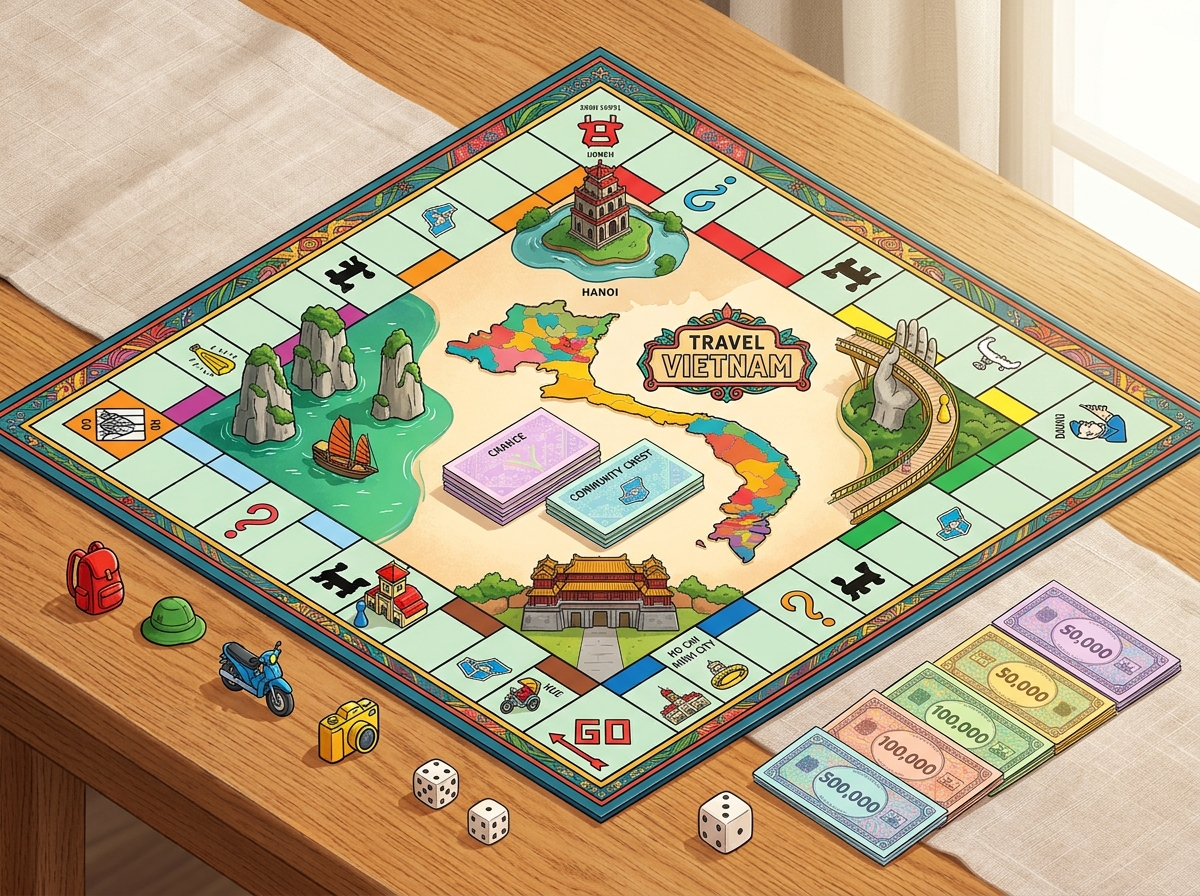 HANOI
TRAVEL
VIETNAM
CHANCE
COMMUNITY CHEST
HO CHI
MINH CITY
HUE
GO
50.000
50.000
100,000
100,000
500,000